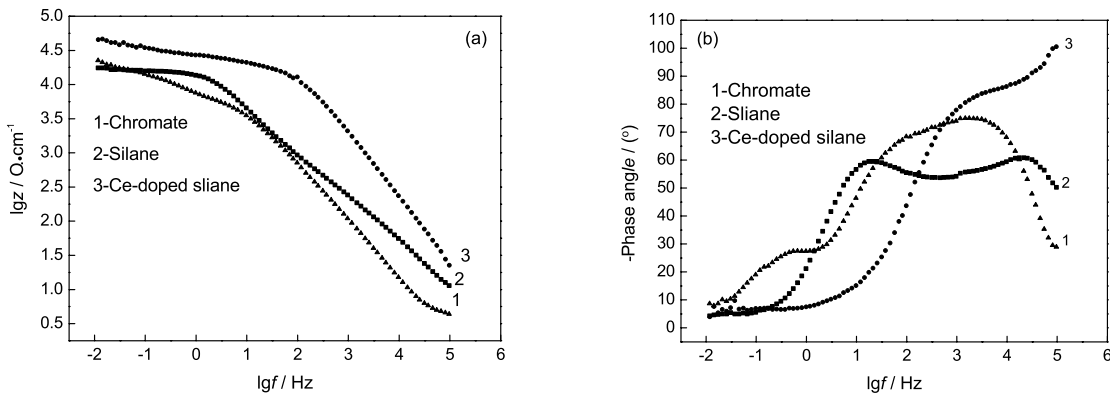 (a)
5.0
4.5
4.0
3.5
3.0
2.5
2.0
1.5
1.0
0.5
lgz / O•cm⁻¹
1-Chromate
2-Silane
3-Ce-doped sliane
3
2
1
-2 -1 0 1 2 3 4 5 6
lgf / Hz
(b)
110
100
90
80
70
60
50
40
30
20
10
0
-Phase angle / (°)
1-Chromate
2-Sliane
3-Ce-doped silane
3
2
1
-2 -1 0 1 2 3 4 5 6
lgf / Hz